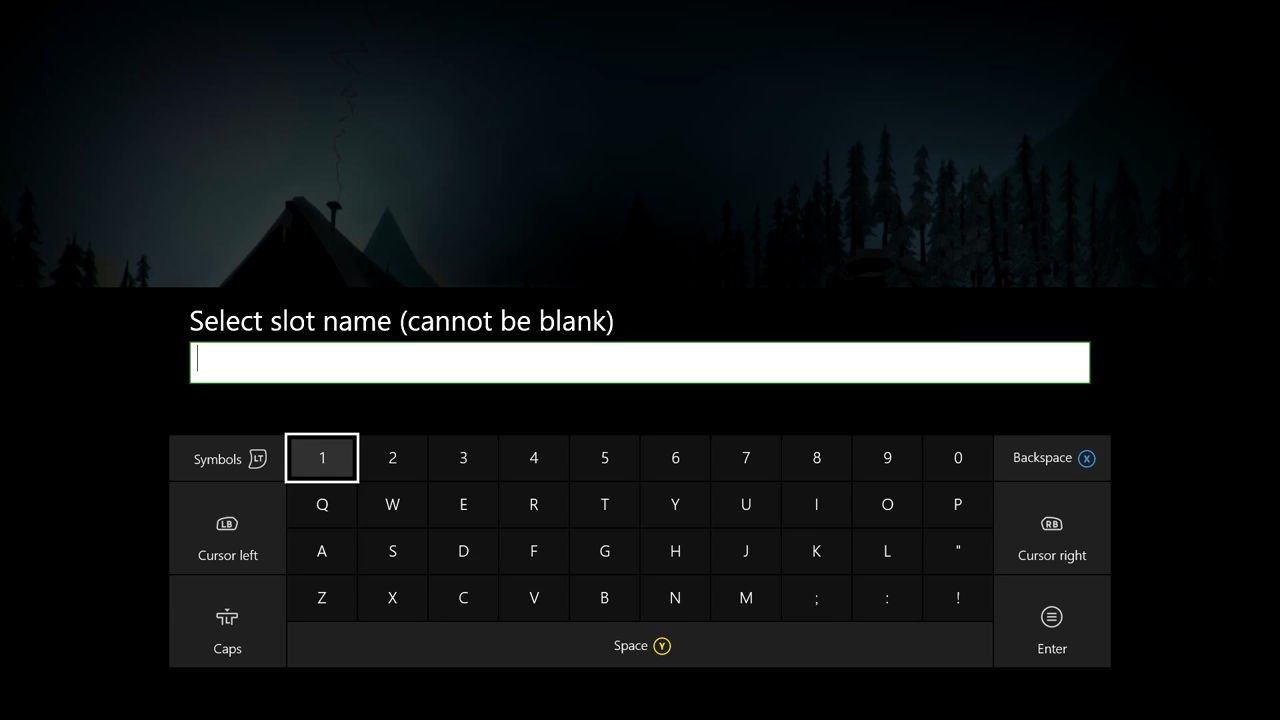 Select slot name (cannot be blank)
Symbols LT 1 2 3 4 5 6 7 8 9 0 Backspace X
Q W E R T Y U I O P
LB Cursor left A S D F G H J K L " RB Cursor right
Z X C V B N M ; : !
LT Caps Space Y Enter